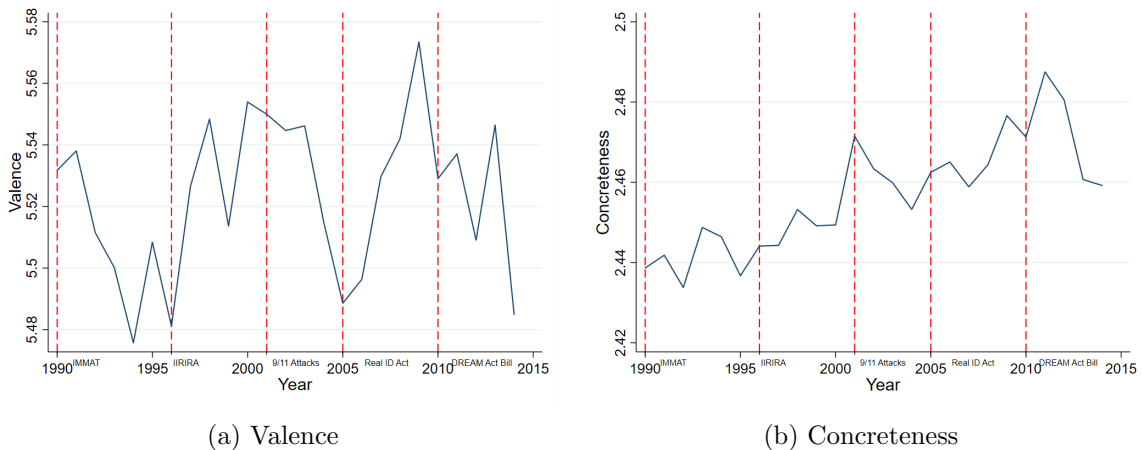 Valence
5.58
5.56
5.54
5.52
5.5
5.48
IMMAT
IIRIRA
9/11 Attacks
Real ID Act
DREAM Act Bill
1990
1995
2000
2005
2010
2015
Year
(a) Valence
Concreteness
2.5
2.48
2.46
2.44
2.42
IMMAT
IIRIRA
9/11 Attacks
Real ID Act
DREAM Act Bill
1990
1995
2000
2005
2010
2015
Year
(b) Concreteness